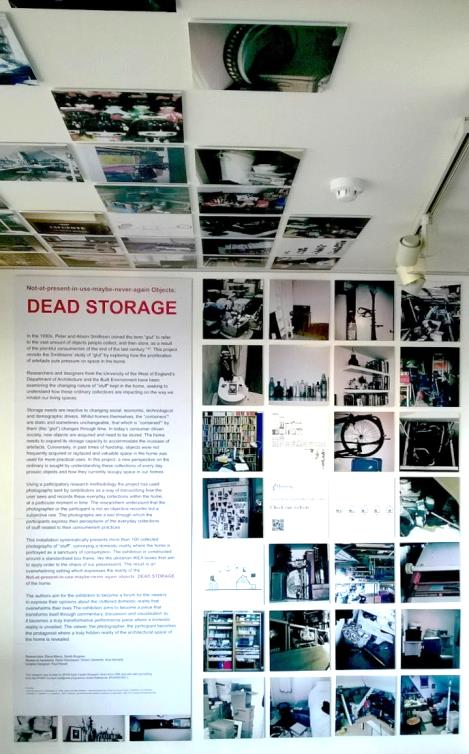 Not-at-present-in-use-maybe-never-again Objects:
DEAD STORAGE
In the 1990s, Peter and Alison Smithson coined the term "glut" to refer
to the vast amount of objects people collect, and then store, as a result
of the plentiful consumerism of the end of the last century. This project
revisits the Smithsons' study of "glut" by exploring how the proliferation
of artefacts puts pressure on space in the home.
Researchers and designers from the University of the West of England's
Department of Architecture and the Built Environment have been
examining the changing nature of "stuff" kept in the home, seeking to
understand how these ordinary collections are impacting on the way we
inhabit our living spaces.
Storage needs are reactive to changing social, economic, technological
and demographic drivers. Whilst homes themselves, the "containers",
are static and sometimes unchangeable, that which is "contained" by
them (the "glut") changes through time. In today's consumer driven
society, new objects are acquired and need to be stored. The home
needs to expand its storage capacity to accommodate the increase of
artefacts. Conversely, in past times of hardship, objects were not
frequently acquired or replaced and valuable space in the home was
used for more practical uses. In this project, a new perspective on the
ordinary is sought by understanding these collections of every day
prosaic objects and how they currently occupy space in our homes.
Using a participatory research methodology the project has used
photographs sent by contributors as a way of transcribing how the
user sees and records these everyday collections within the home,
at a particular moment in time. The researchers understand that the
photographer or the participant is not an objective recorder but a
subjective one. The photographs are a tool through which the
participants express their perceptions of the everyday collections
of stuff related to their consumerism practices
This installation systematically presents more than 100 collected
photographs of "stuff", conveying a domestic reality where the home is
portrayed as a sanctuary of consumption. The exhibition is constructed
around a standardised box frame, like the utilitarian IKEA boxes that aim
to apply order to the chaos of our possessions. The result is an
overwhelming setting which expresses the reality of the
Not-at-present-in-use-maybe-never-again objects: DEAD STORAGE
of the home.
The authors aim for the exhibition to become a forum for the viewers
to express their opinions about the cluttered domestic reality that
overwhelms their lives. The exhibition aims to become a piece that
transforms itself through commentary, discussion and visualisation, so
it becomes a truly transformative performance piece where a domestic
reality is unveiled. The viewer, the photographer, the participant becomes
the protagonist where a truly hidden reality of the architectural space of
the home is revealed.